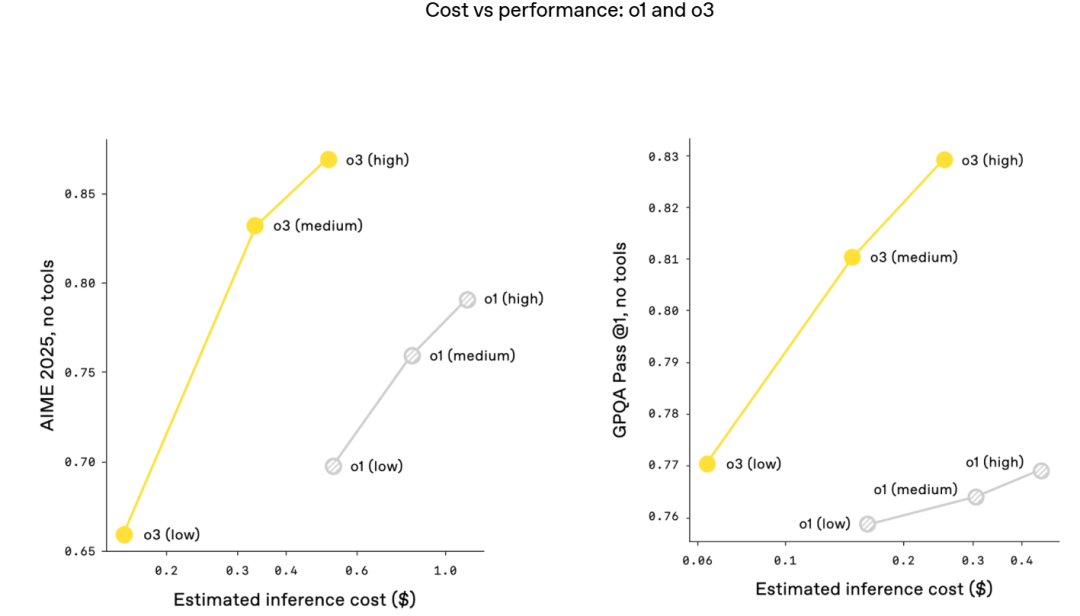 Cost vs performance: o1 and o3
AIME 2025, no tools
0.85
0.80
0.75
0.70
0.65
o3 (high)
o3 (medium)
o1 (high)
o1 (medium)
o1 (low)
o3 (low)
0.2
0.3
0.4
0.6
1.0
Estimated inference cost ($)
GPQA Pass @1, no tools
0.83
0.82
0.81
0.80
0.79
0.78
0.77
0.76
o3 (high)
o3 (medium)
o3 (low)
o1 (high)
o1 (medium)
o1 (low)
0.06
0.1
0.2
0.3
0.4
Estimated inference cost ($)